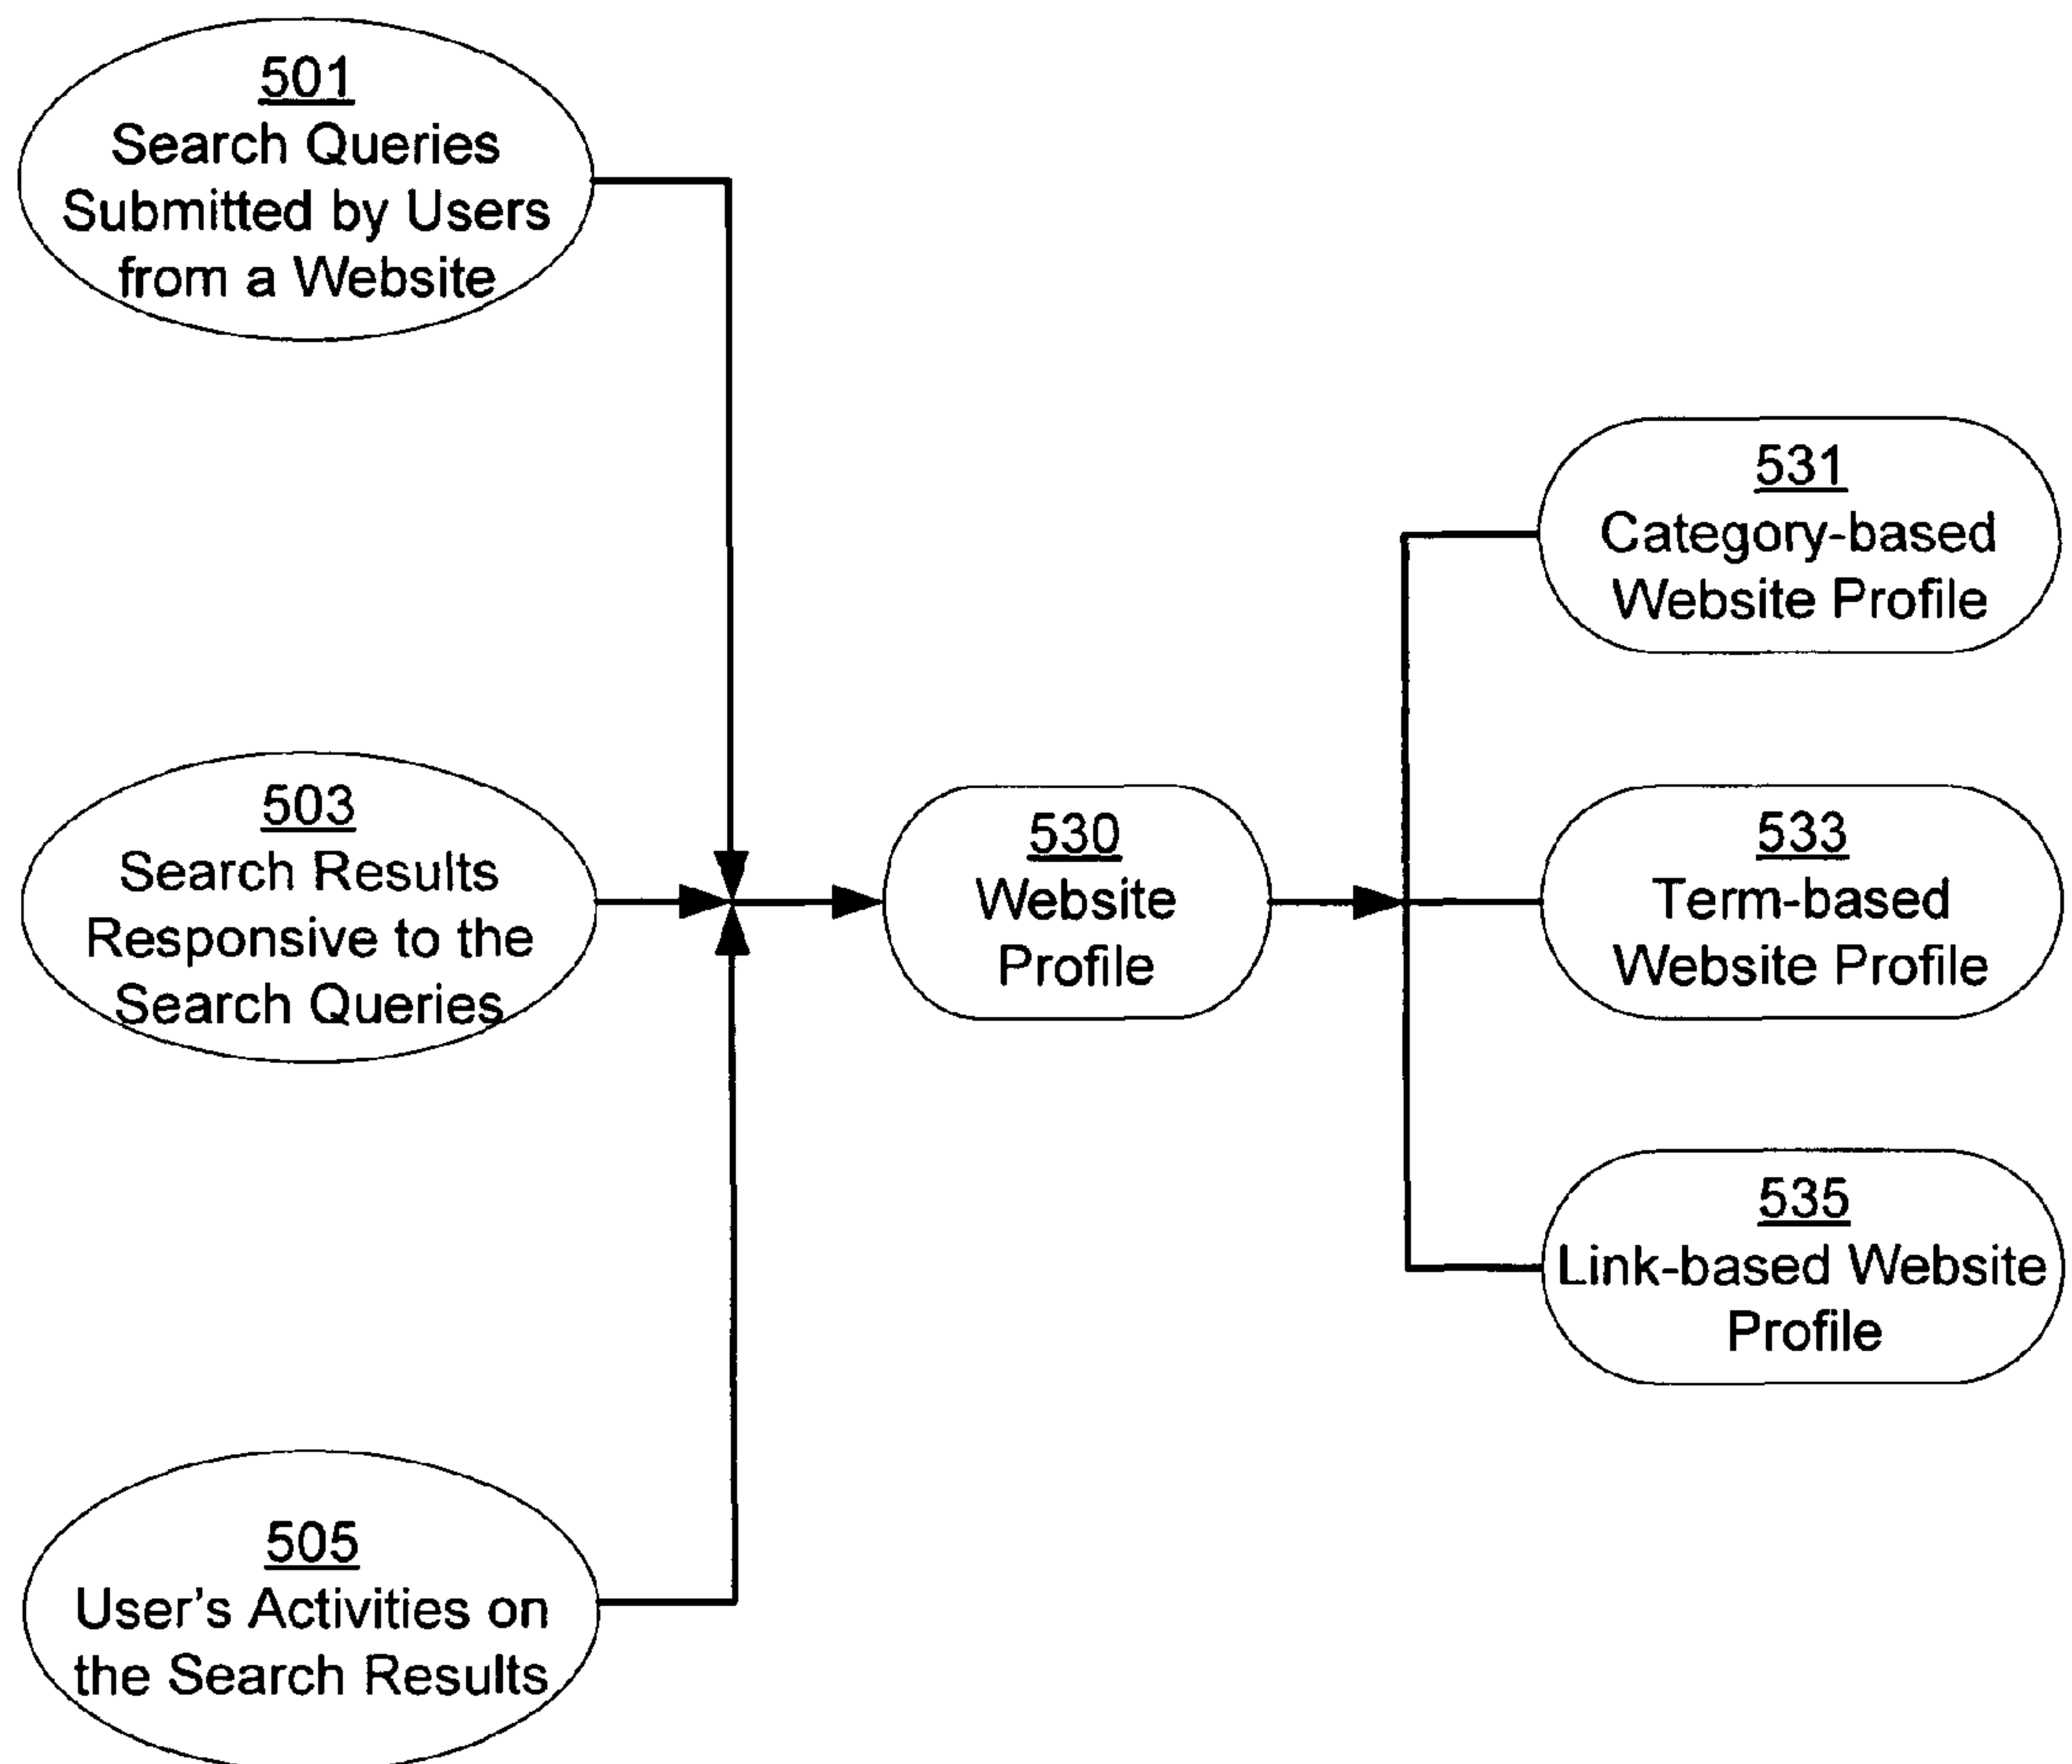 501
Search Queries
Submitted by Users
from a Website
503
Search Results
Responsive to the
Search Queries
505
User's Activities on
the Search Results
530
Website
Profile
531
Category-based
Website Profile
533
Term-based
Website Profile
535
Link-based Website
Profile